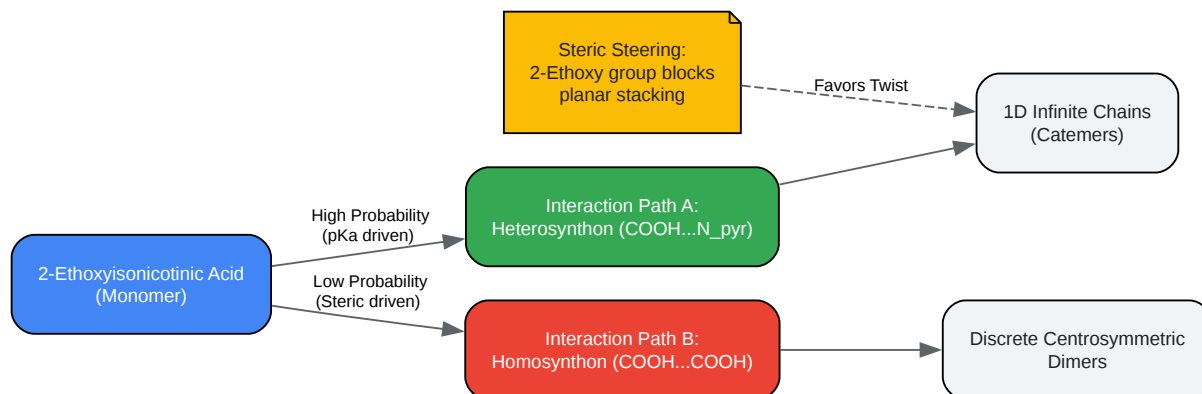 Steric Steering:
2-Ethoxy group blocks
planar stacking
Favors Twist
1D Infinite Chains
(Catemers)
High Probability
(pKa driven)
Interaction Path A:
Heterosynthon (COOH...N_pyr)
2-Ethoxyisonicotinic Acid
(Monomer)
Low Probability
(Steric driven)
Interaction Path B:
Homosynthon (COOH...COOH)
Discrete Centrosymmetric
Dimers